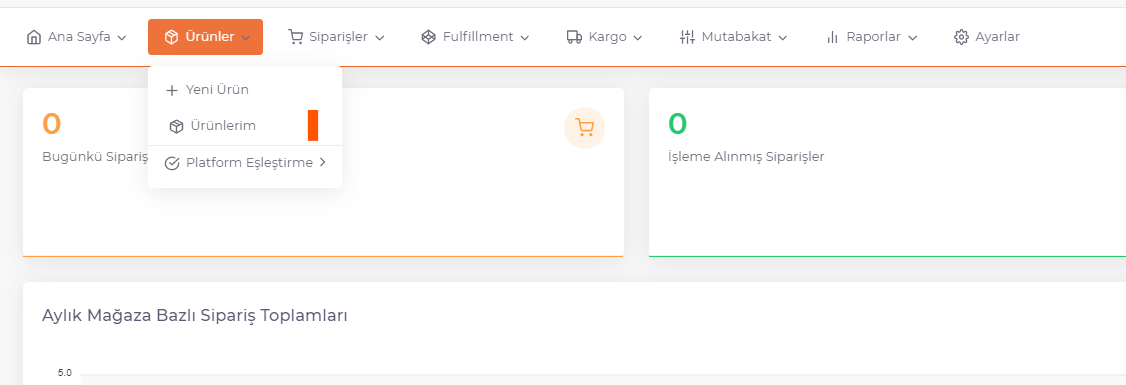 Ana Sayfa Ürünler Siparişler Fulfillment Kargo Mutabakat Raporlar Ayarlar
Yeni Ürün
Ürünlerim
Platform Eşleştirme
0
Bugünkü Sipariş
0
İşleme Alınmış Siparişler
Aylık Mağaza Bazlı Sipariş Toplamları
5.0